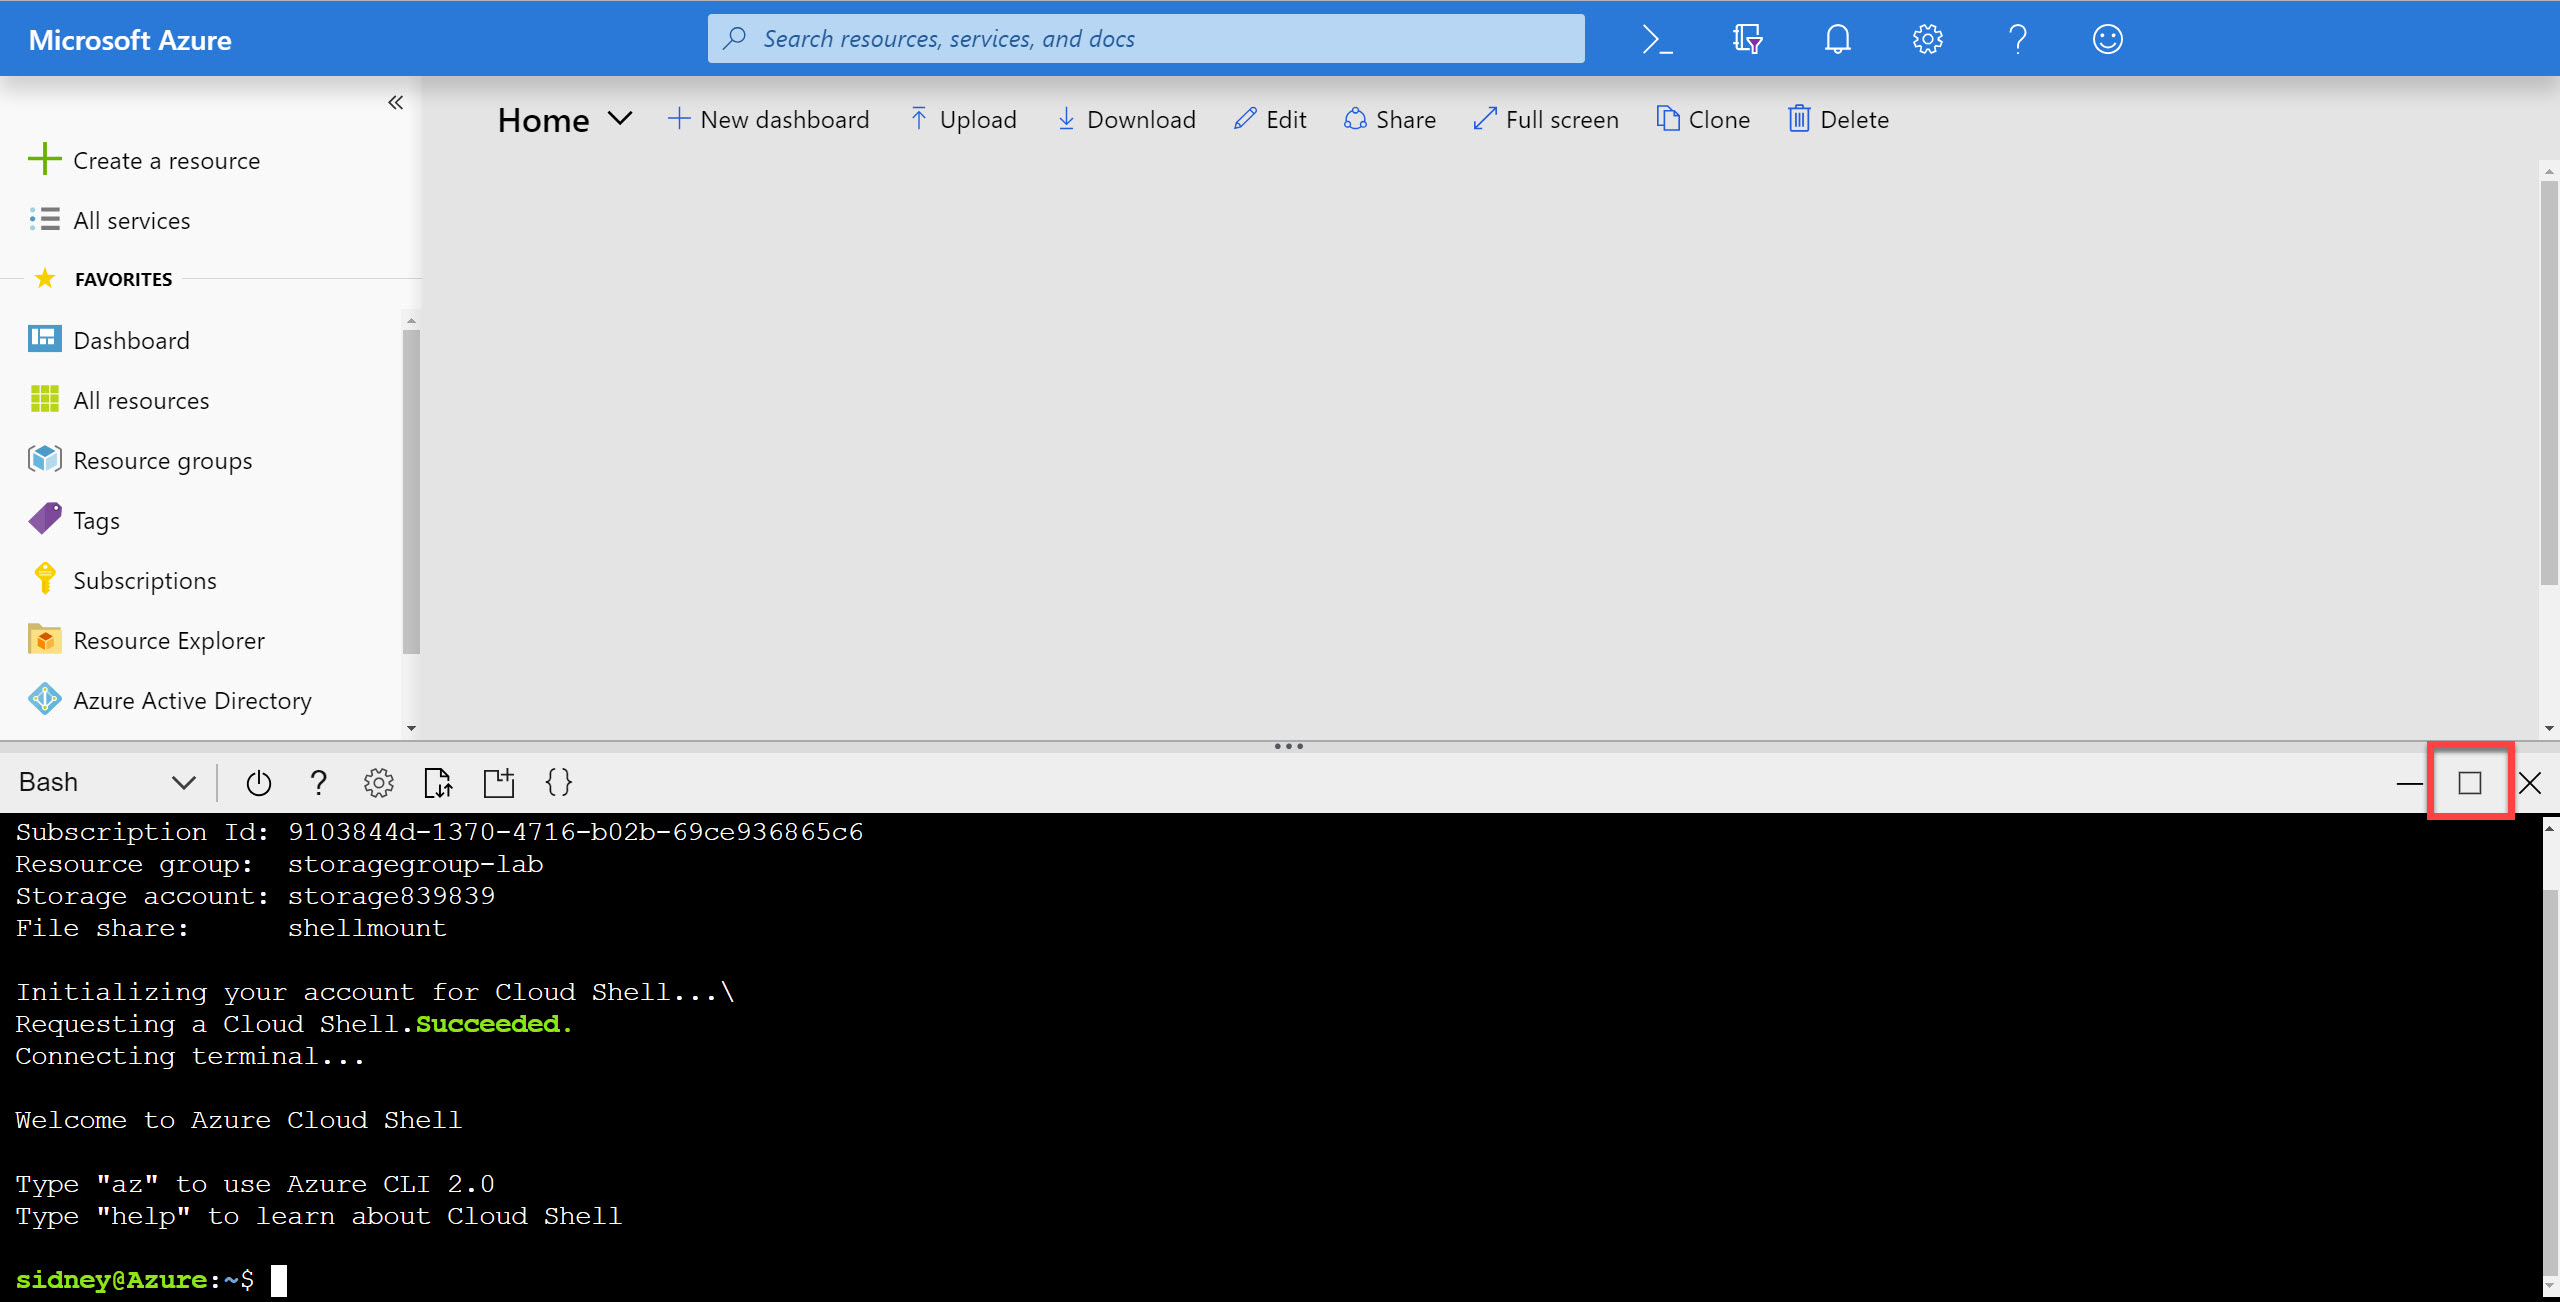 Microsoft Azure
Search resources, services, and docs
Create a resource
All services
FAVORITES
Dashboard
All resources
Resource groups
Tags
Subscriptions
Resource Explorer
Azure Active Directory
Home New dashboard Upload Download Edit Share Full screen Clone Delete
Bash
Subscription Id: 9103844d-1370-4716-b02b-69ce936865c6
Resource group: storagegroup-lab
Storage account: storage839839
File share: shellmount
Initializing your account for Cloud Shell...\
Requesting a Cloud Shell.Succeeded.
Connecting terminal...
Welcome to Azure Cloud Shell
Type "az" to use Azure CLI 2.0
Type "help" to learn about Cloud Shell
sidney@Azure:~$